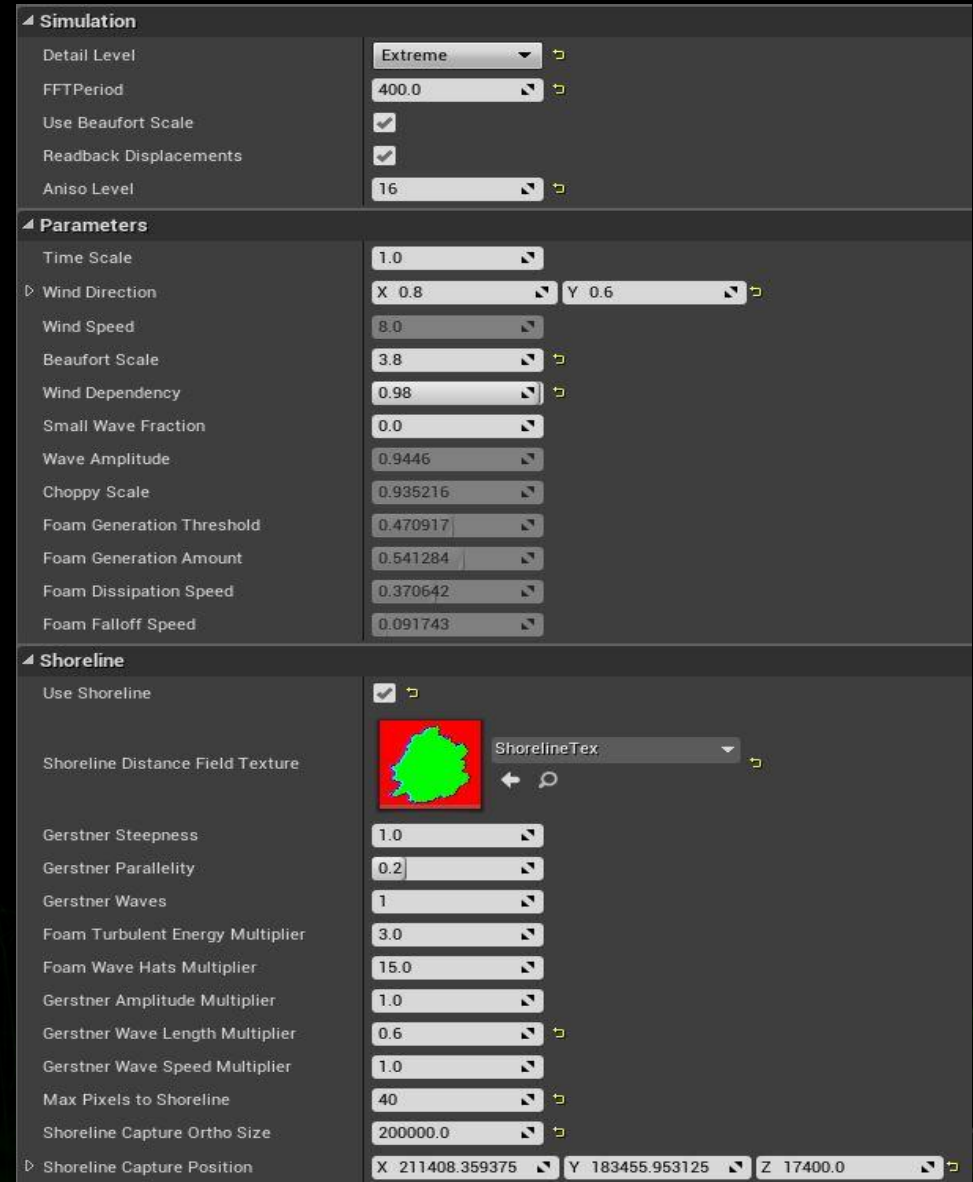 Simulation
Detail Level Extreme
FFTPeriod 400.0
Use Beaufort Scale
Readback Displacements
Aniso Level 16
Parameters
Time Scale 1.0
Wind Direction X 0.8 Y 0.6
Wind Speed 8.0
Beaufort Scale 3.8
Wind Dependency 0.98
Small Wave Fraction 0.0
Wave Amplitude 0.9446
Choppy Scale 0.935216
Foam Generation Threshold 0.470917
Foam Generation Amount 0.541284
Foam Dissipation Speed 0.370642
Foam Falloff Speed 0.091743
Shoreline
Use Shoreline
Shoreline Distance Field Texture ShorelineTex
Gerstner Steepness 1.0
Gerstner Parallelity 0.2
Gerstner Waves 1
Foam Turbulent Energy Multiplier 3.0
Foam Wave Hats Multiplier 15.0
Gerstner Amplitude Multiplier 1.0
Gerstner Wave Length Multiplier 0.6
Gerstner Wave Speed Multiplier 1.0
Max Pixels to Shoreline 40
Shoreline Capture Ortho Size 200000.0
Shoreline Capture Position X 211408.359375 Y 183455.953125 Z 17400.0